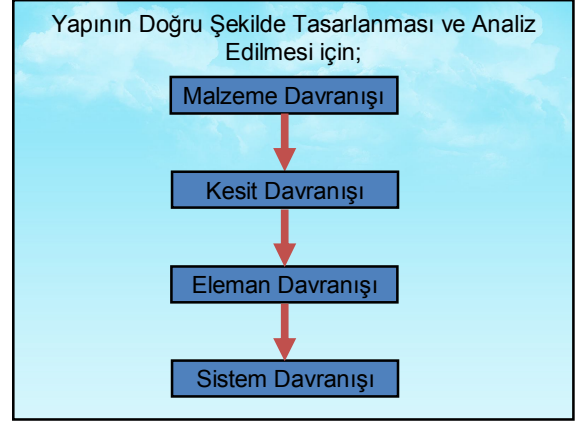 Yapının Doğru Şekilde Tasarlanması ve Analiz
Edilmesi için;
Malzeme Davranışı
Kesit Davranışı
Eleman Davranışı
Sistem Davranışı